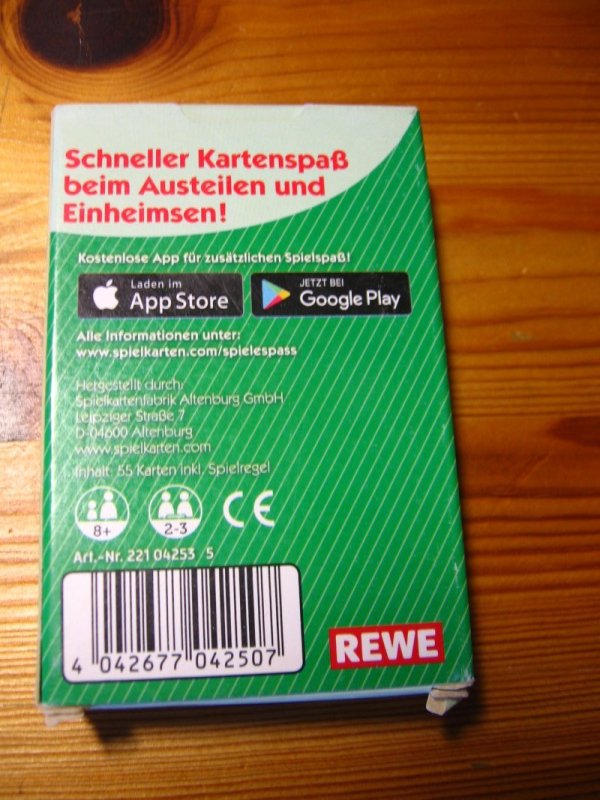 Schneller Kartenspaß
beim Austeilen und
Einheimsen!
Kostenlose App für zusätzlichen Spielspaß!
Laden im
App Store
JETZT BEI
Google Play
Alle Informationen unter:
www.spielkarten.com/spielespass
Hergestellt durch:
Spielkartenfabrik Altenburg GmbH
Leipziger Straße 7
D-04600 Altenburg
www.spielkarten.com
Inhalt: 55 Karten inkl. Spielregel
8+
2-3
CE
Art.-Nr. 221 04253 5
4 042677 042507
REWE